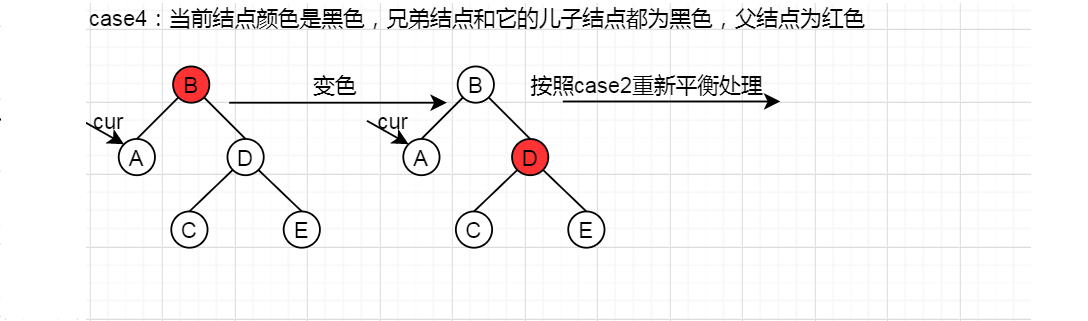 case4：当前结点颜色是黑色，兄弟结点和它的儿子结点都为黑色，父结点为红色
B 变色 B 按照case2重新平衡处理
cur cur
A D A D
C E C E